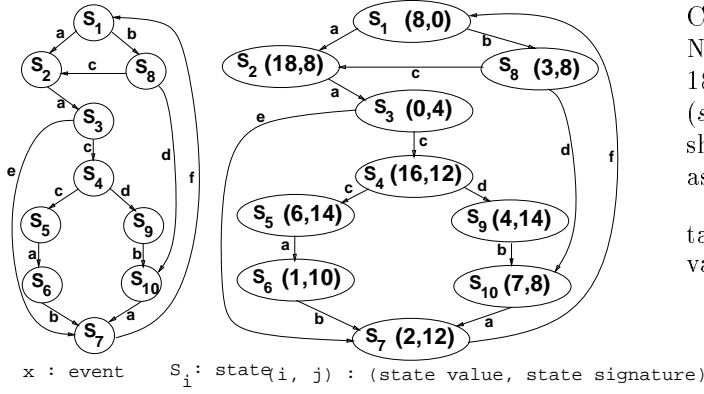 S1
a
b
S2
c
S8
a
S3
e
c
d
f
S4
c
d
S5
S9
a
b
S6
S10
b
a
S7
S1 (8,0)
a
b
S2 (18,8)
c
S8 (3,8)
a
S3 (0,4)
e
c
d
f
S4 (16,12)
c
d
S5 (6,14)
S9 (4,14)
a
b
S6 (1,10)
S10 (7,8)
b
a
S7 (2,12)
x : event
Si: state
(i, j) : (state value, state signature)
C
N
18
(s
sh
as
ta
va